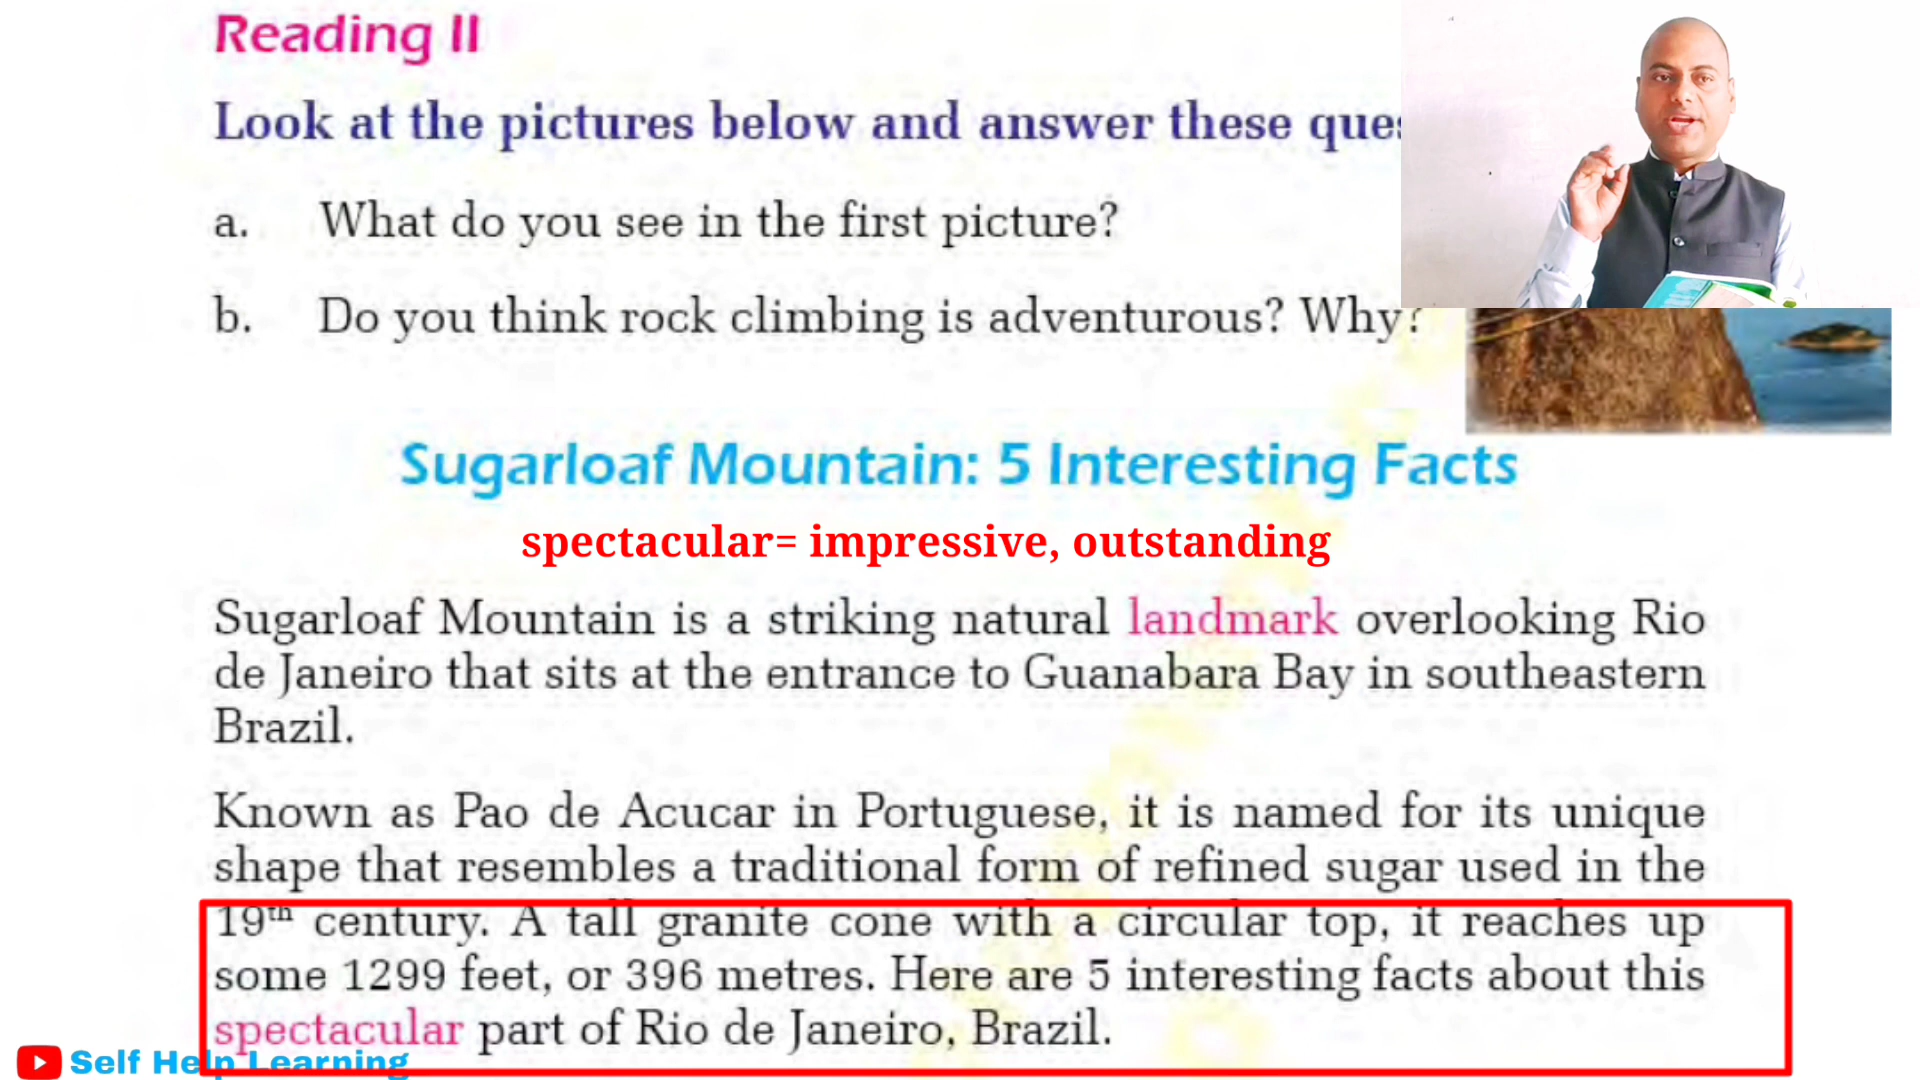 Reading II
Look at the pictures below and answer these
a. What do you see in the first picture?
b. Do you think rock climbing is adventurous? Why?
Sugarloaf Mountain: 5 Interesting Facts
spectacular= impressive, outstanding
Sugarloaf Mountain is a striking natural landmark overlooking Rio
de Janeiro that sits at the entrance to Guanabara Bay in southeastern
Brazil.
Known as Pao de Acucar in Portuguese, it is named for its unique
shape that resembles a traditional form of refined sugar used in the
19th century. A tall granite cone with a circular top, it reaches up
some 1299 feet, or 396 metres. Here are 5 interesting facts about this
spectacular part of Rio de Janeiro, Brazil.
Self Help Learning